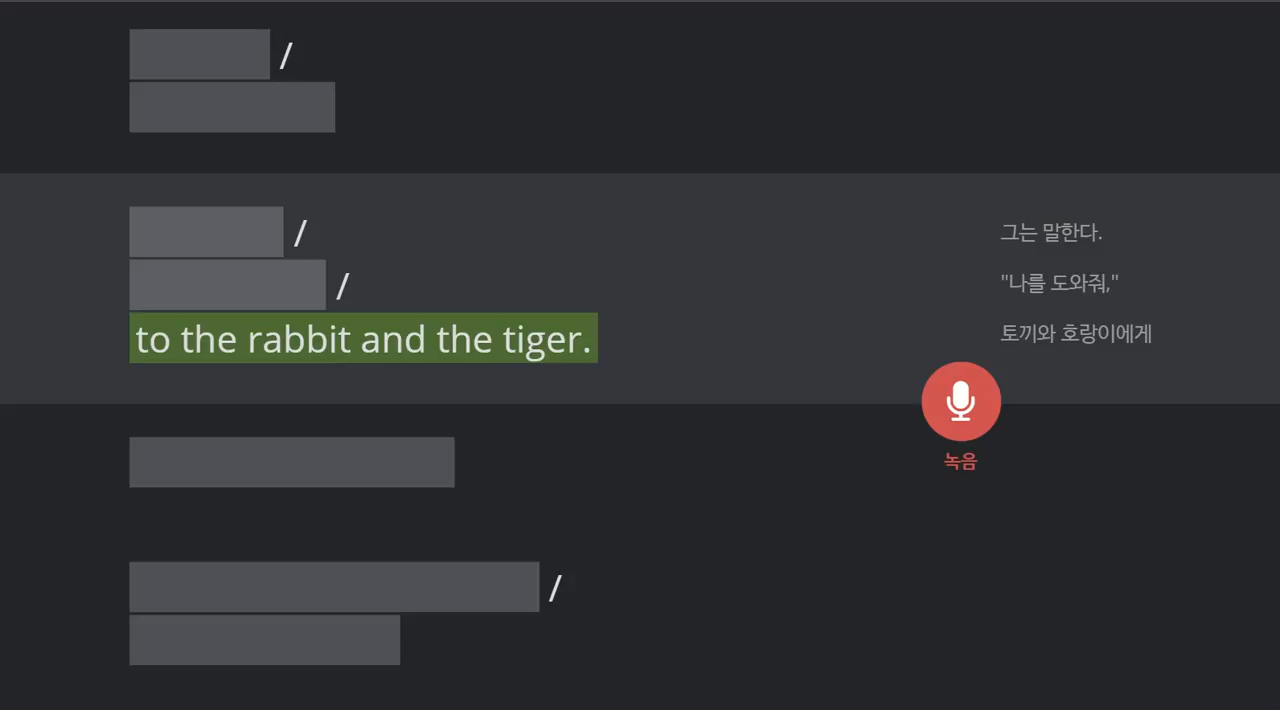 /
/
그는 말한다.
/
"나를 도와줘,"
to the rabbit and the tiger.
토끼와 호랑이에게
녹음
/